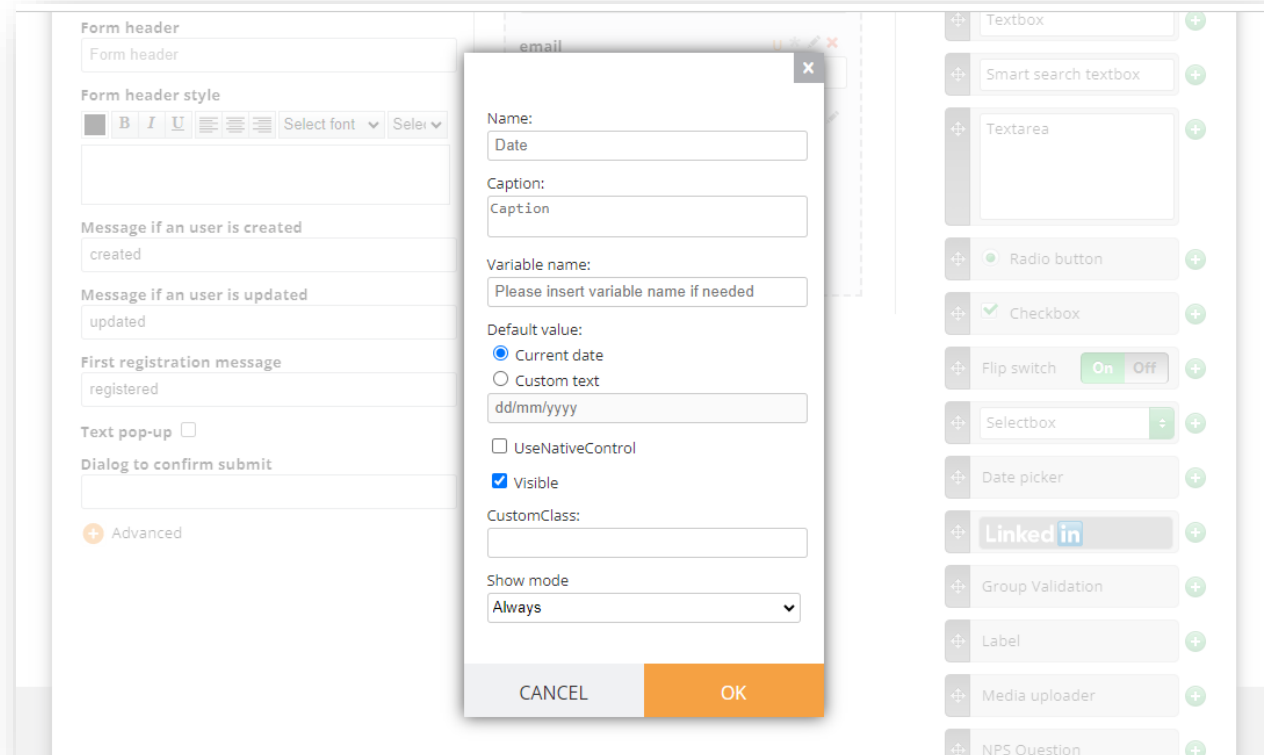 Form header
Form header
Form header style
B I U Select font
Message if an user is created
created
Message if an user is updated
updated
First registration message
registered
Text pop-up
Dialog to confirm submit
Advanced
email
x
Name:
Date
Caption:
Caption
Variable name:
Please insert variable name if needed
Default value:
Current date
Custom text
dd/mm/yyyy
UseNativeControl
Visible
CustomClass:
Show mode
Always
CANCEL OK
Textbox
Smart search textbox
Textarea
Radio button
Checkbox
Flip switch On Off
Selectbox
Date picker
Linked in
Group Validation
Label
Media uploader
NPS Question